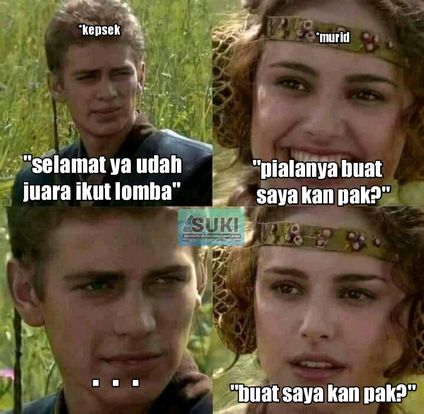 *kepsek
*murid
"selamat ya udah
juara ikut lomba"
"pialanya buat
saya kan pak?"
SUKI
. . .
"buat saya kan pak?"